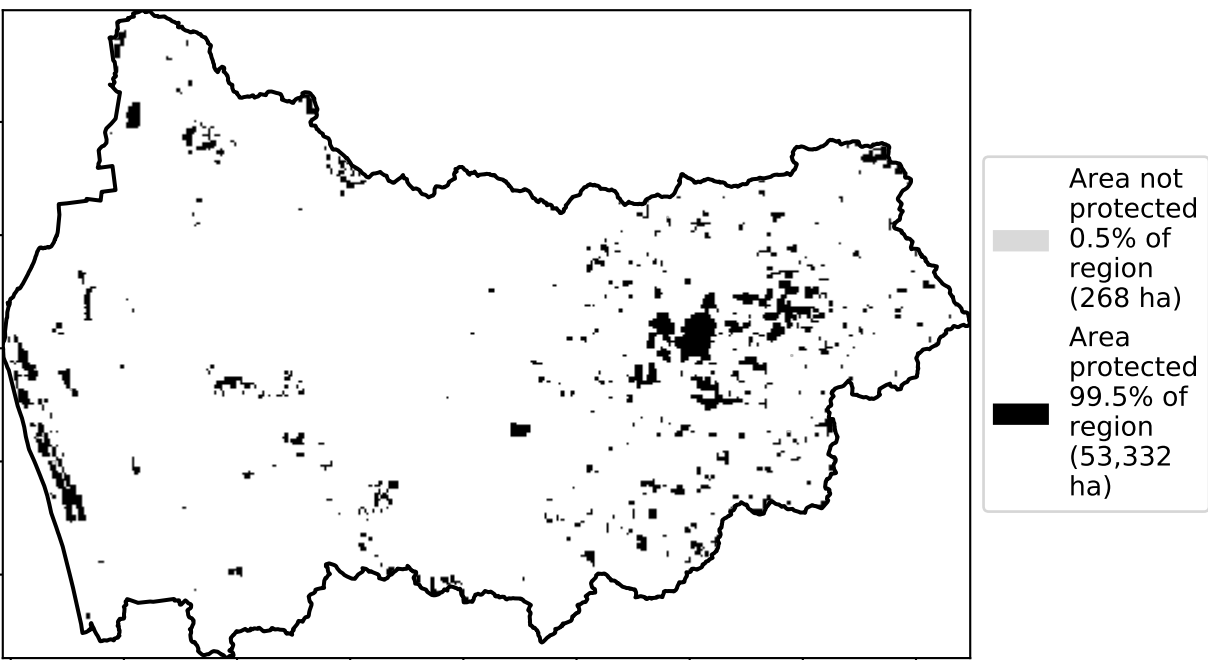 Area not
protected
0.5% of
region
(268 ha)
Area
protected
99.5% of
region
(53,332
ha)